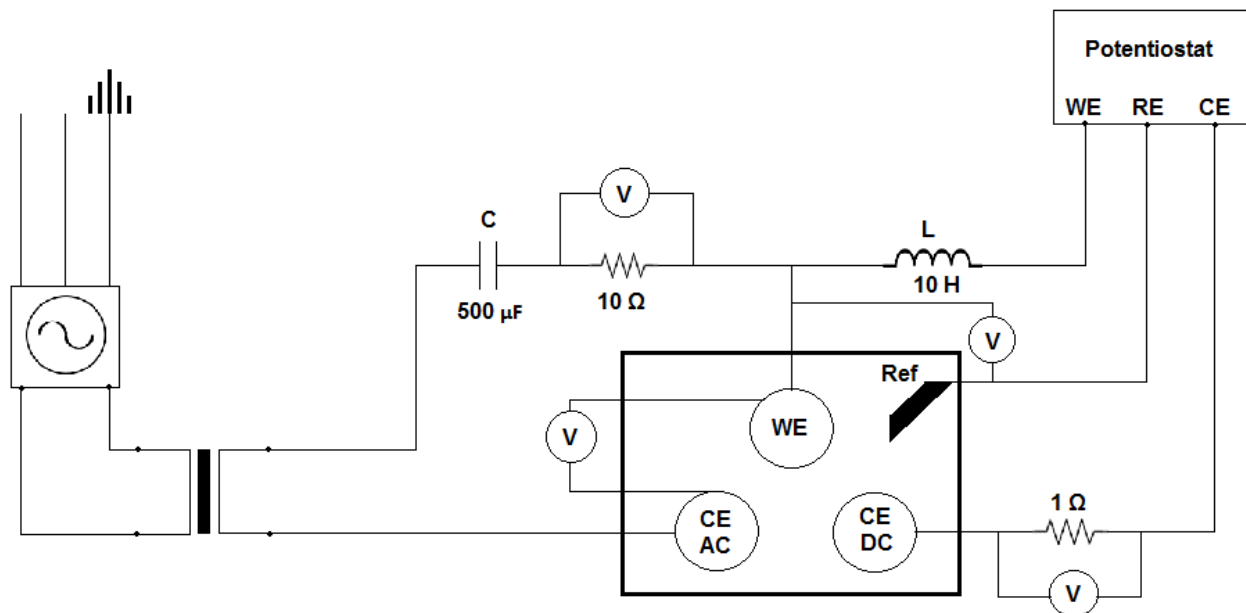 Potentiostat
WE RE CE
V
C
L
500 µF
10 Ω
10 H
V
Ref
V
WE
CE
AC
CE
DC
1 Ω
V